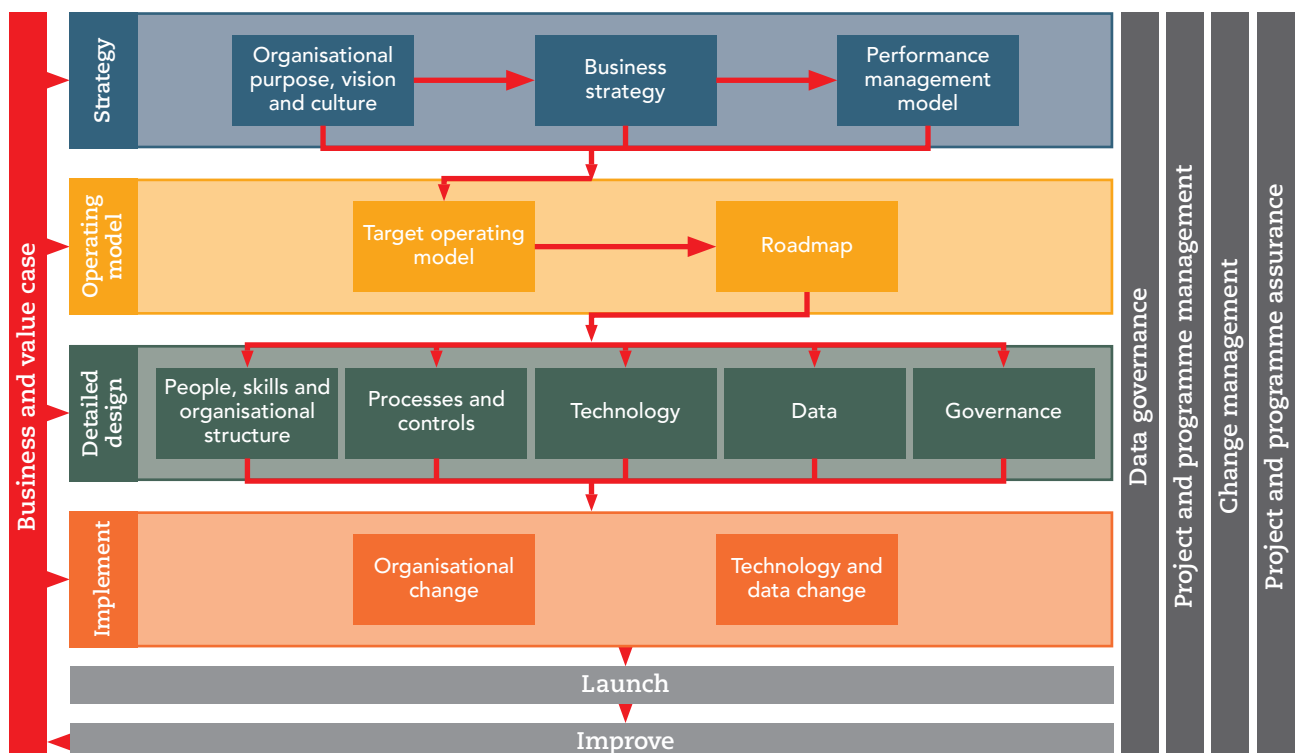 Business and value case
Strategy
Organisational
purpose, vision
and culture
Business
strategy
Performance
management
model
Operating
model
Target operating
model
Roadmap
Detailed
design
People, skills and
organisational
structure
Processes and
controls
Technology
Data
Governance
Implement
Organisational
change
Technology and
data change
Launch
Improve
Data governance
Project and programme management
Change management
Project and programme assurance